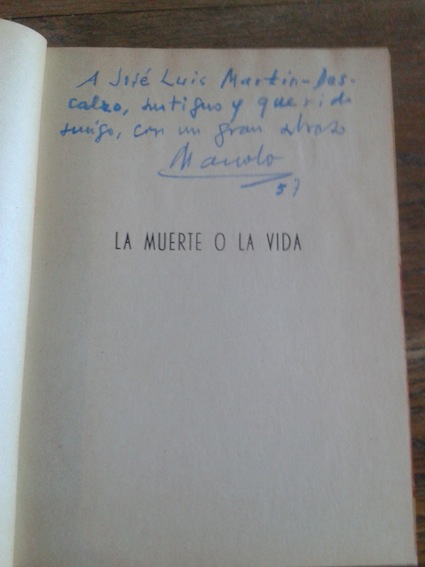 A José Luis Martín-Des-
calzo, antiguo y querido
amigo, con un gran abrazo
Manolo
57
LA MUERTE O LA VIDA